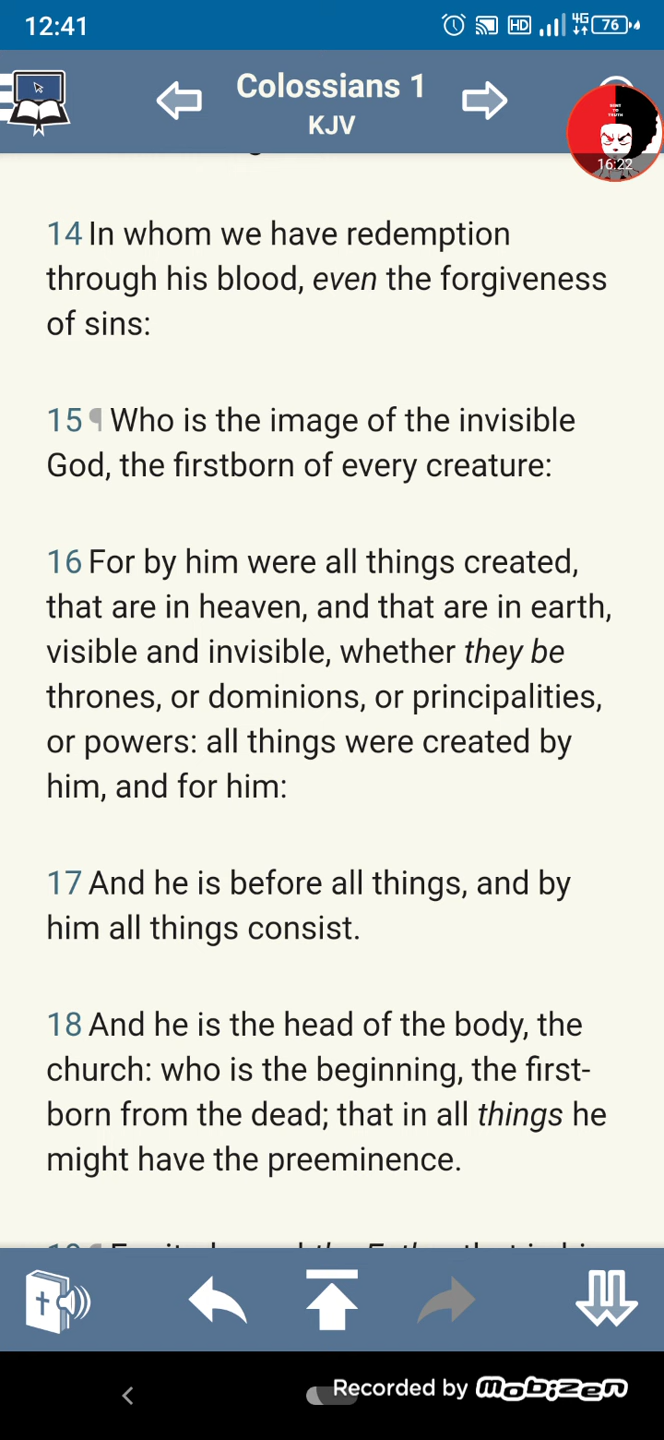 12:41
HD
4G
76
Colossians 1
KJV
16:22
14 In whom we have redemption
through his blood, even the forgiveness
of sins:
15 ¶ Who is the image of the invisible
God, the firstborn of every creature:
16 For by him were all things created,
that are in heaven, and that are in earth,
visible and invisible, whether they be
thrones, or dominions, or principalities,
or powers: all things were created by
him, and for him:
17 And he is before all things, and by
him all things consist.
18 And he is the head of the body, the
church: who is the beginning, the first-
born from the dead; that in all things he
might have the preeminence.
Recorded by Mobizen